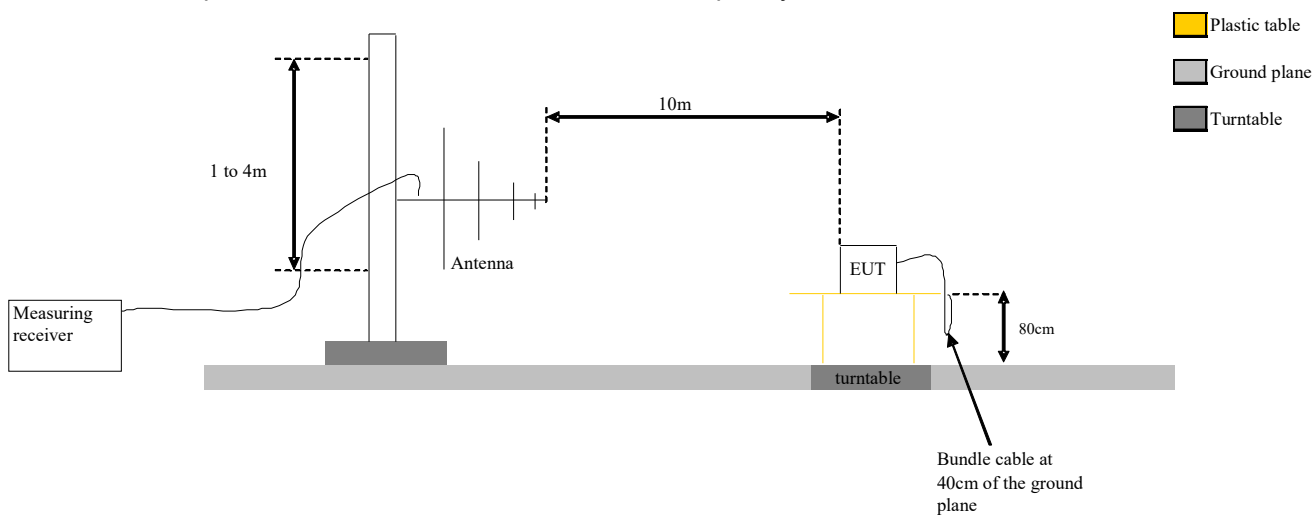 Plastic table
Ground plane
Turntable
10m
1 to 4m
Antenna
EUT
Measuring
receiver
80cm
turntable
Bundle cable at
40cm of the ground
plane